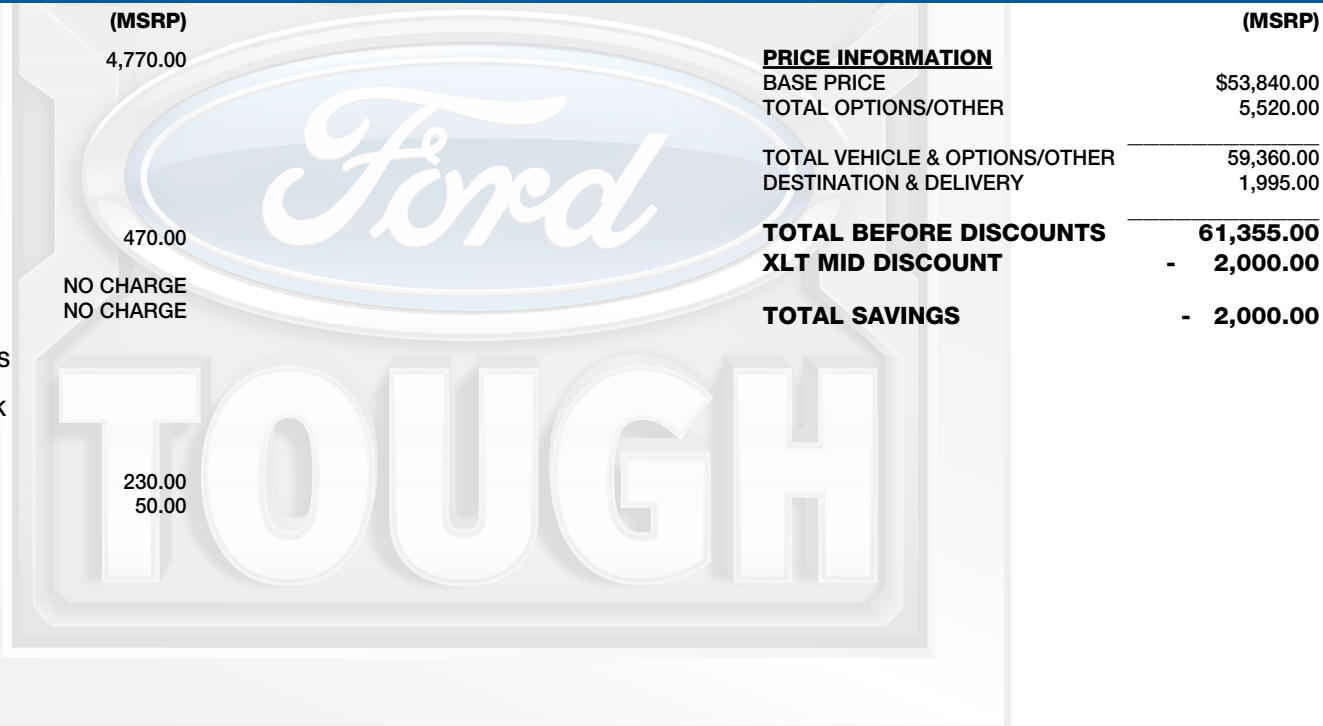 (MSRP)
4,770.00
470.00
NO CHARGE
NO CHARGE
S
K
230.00
50.00
Ford
TOUGH
(MSRP)
PRICE INFORMATION
BASE PRICE $53,840.00
TOTAL OPTIONS/OTHER 5,520.00
TOTAL VEHICLE & OPTIONS/OTHER 59,360.00
DESTINATION & DELIVERY 1,995.00
TOTAL BEFORE DISCOUNTS 61,355.00
XLT MID DISCOUNT - 2,000.00
TOTAL SAVINGS - 2,000.00